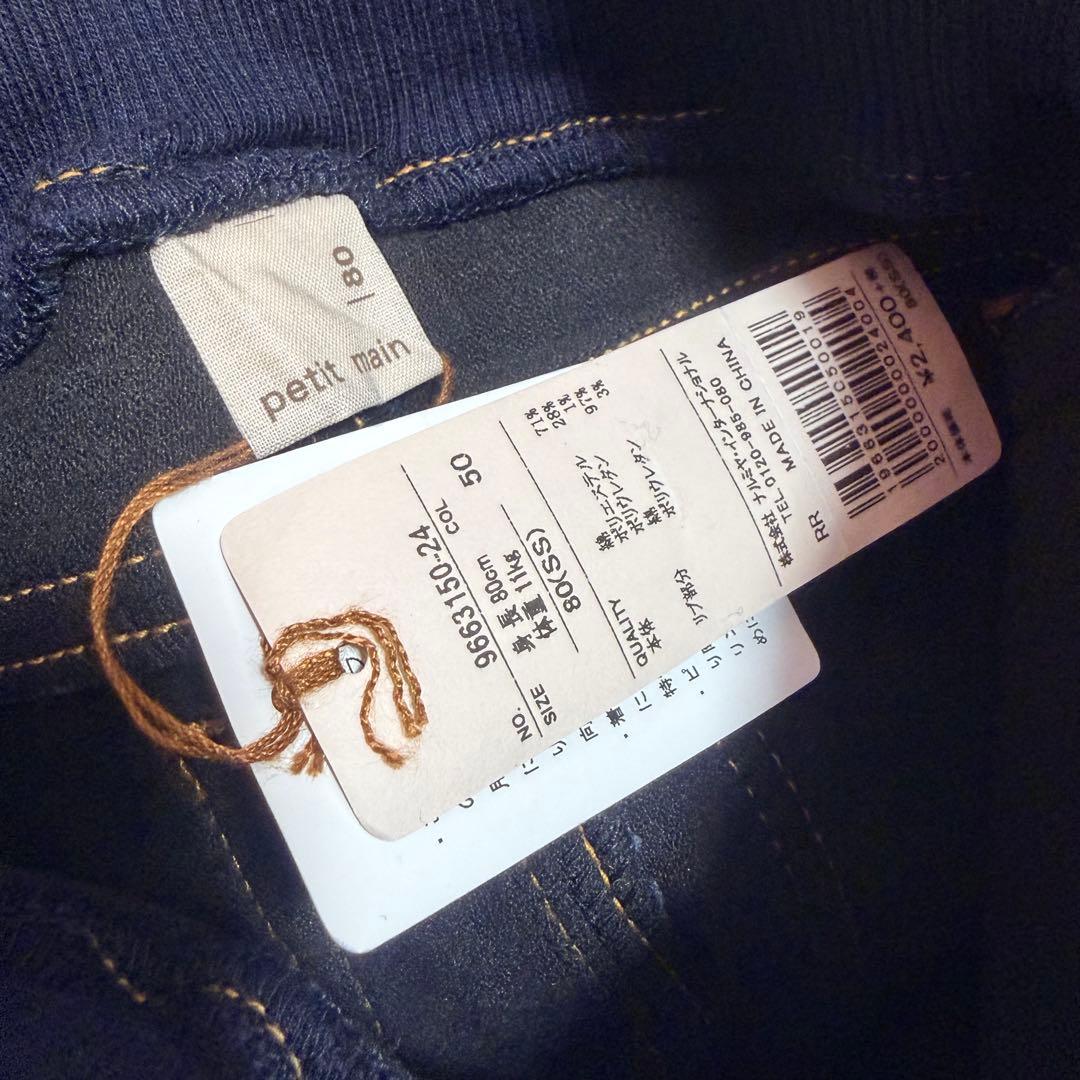 80
petit main
NO. 9663150-24
SIZE 身長 80cm COL 50
体重 11kg
80(SS)
QUALITY
本体 綿 71%
ポリエステル 28%
ポリウレタン 1%
リブ部分 綿 97%
ポリウレタン 3%
株式会社 ナルミヤ・インターナショナル
TEL 0120-985-080
RR MADE IN CHINA
1966315C50019
2000000024004
¥2,400+税
80(SS)